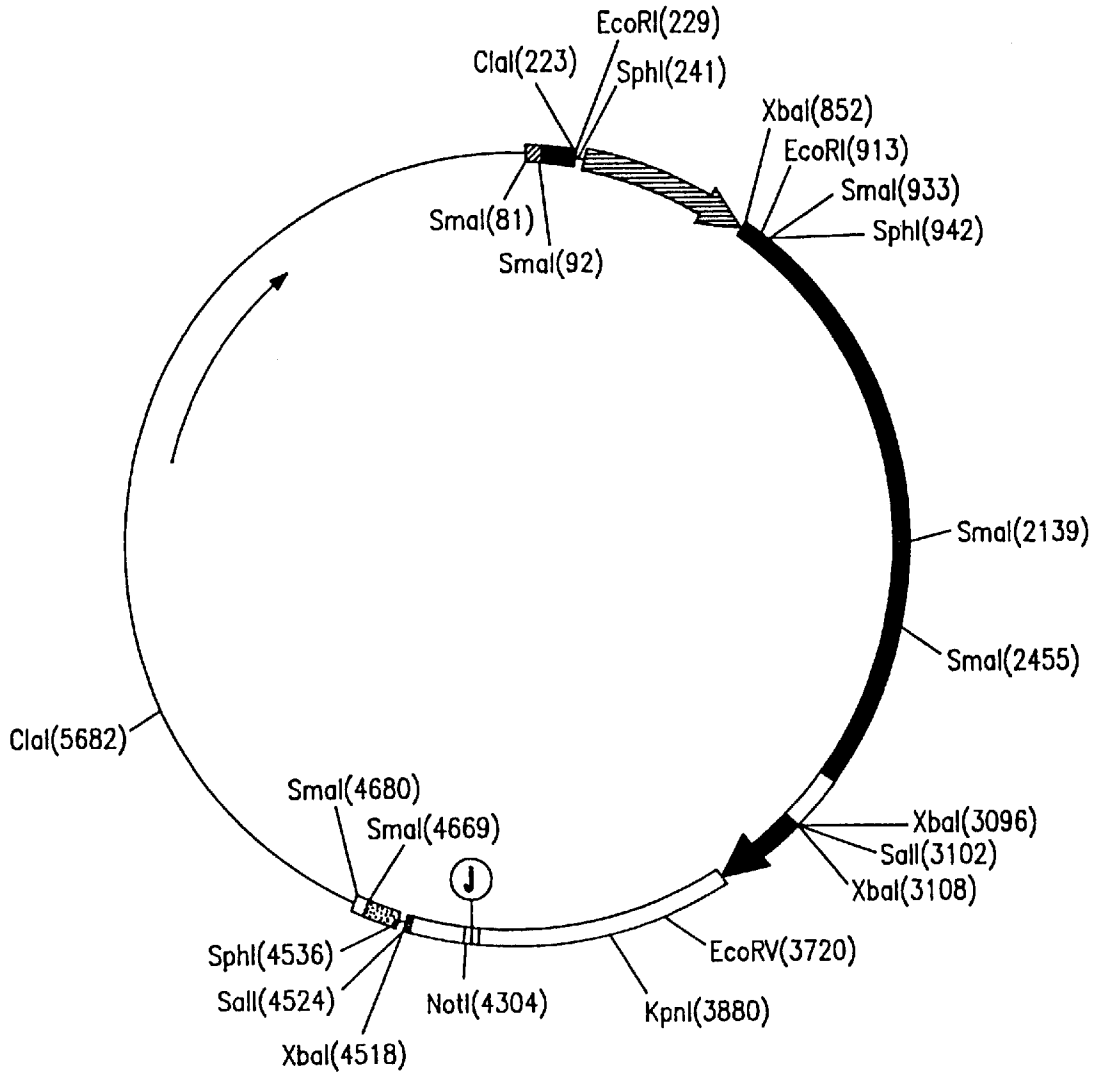 EcoRI(229)
ClaI(223)
SphI(241)
XbaI(852)
EcoRI(913)
SmaI(933)
SphI(942)
SmaI(81)
SmaI(92)
SmaI(2139)
SmaI(2455)
ClaI(5682)
SmaI(4680)
SmaI(4669)
XbaI(3096)
SalI(3102)
XbaI(3108)
J
EcoRV(3720)
SphI(4536)
SalI(4524)
NotI(4304)
KpnI(3880)
XbaI(4518)